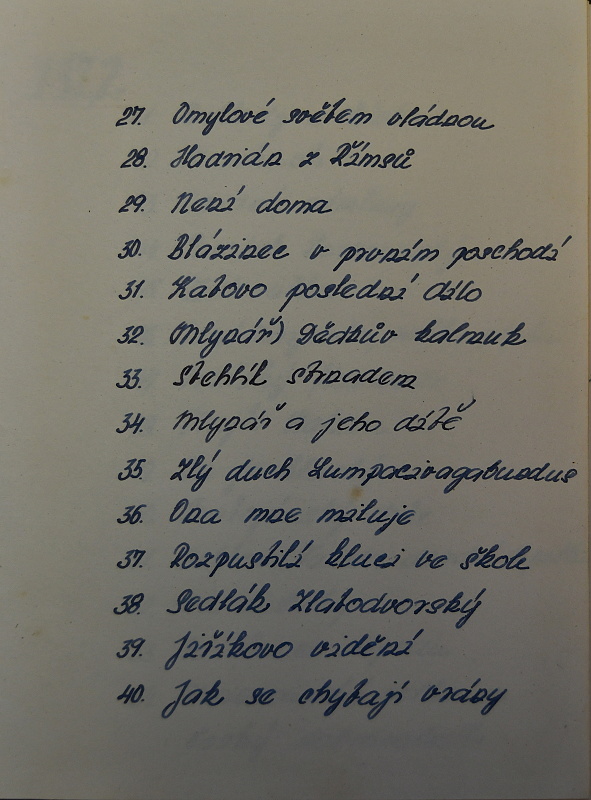 27. Omylové světem vládnou
28. Hadrián z Římsů
29. Není doma
30. Blázinec v prvním poschodí
31. Katovo poslední dílo
32. (Mlynář) Dědkův kalmuk
33. Stehlík strnadem
34. Mlynář a jeho dítě
35. Zlý duch Lumpacivagabundus
36. Ona mne miluje
37. Rozpustilí kluci ve škole
38. Sedlák Zlatodvorský
39. Jiříkovo vidění
40. Jak se chytají vrány